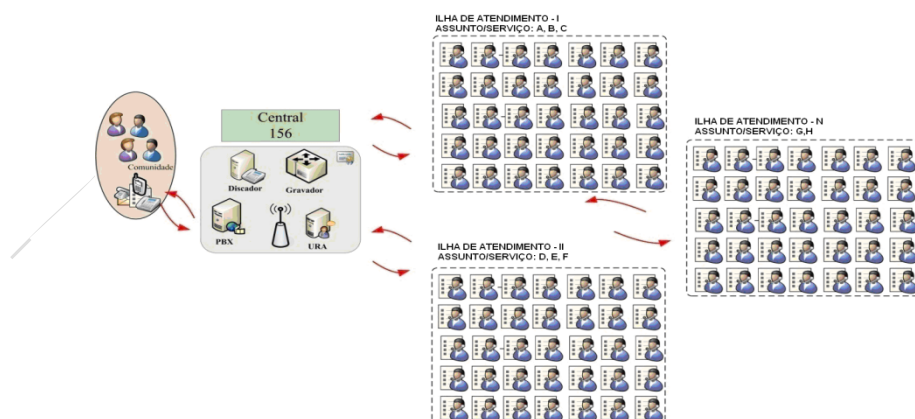 ILHA DE ATENDIMENTO - I
ASSUNTO/SERVIÇO: A, B, C
Central
156
Comunidade
Discador
Gravador
PBX
URA
ILHA DE ATENDIMENTO - II
ASSUNTO/SERVIÇO: D, E, F
ILHA DE ATENDIMENTO - N
ASSUNTO/SERVIÇO: G,H